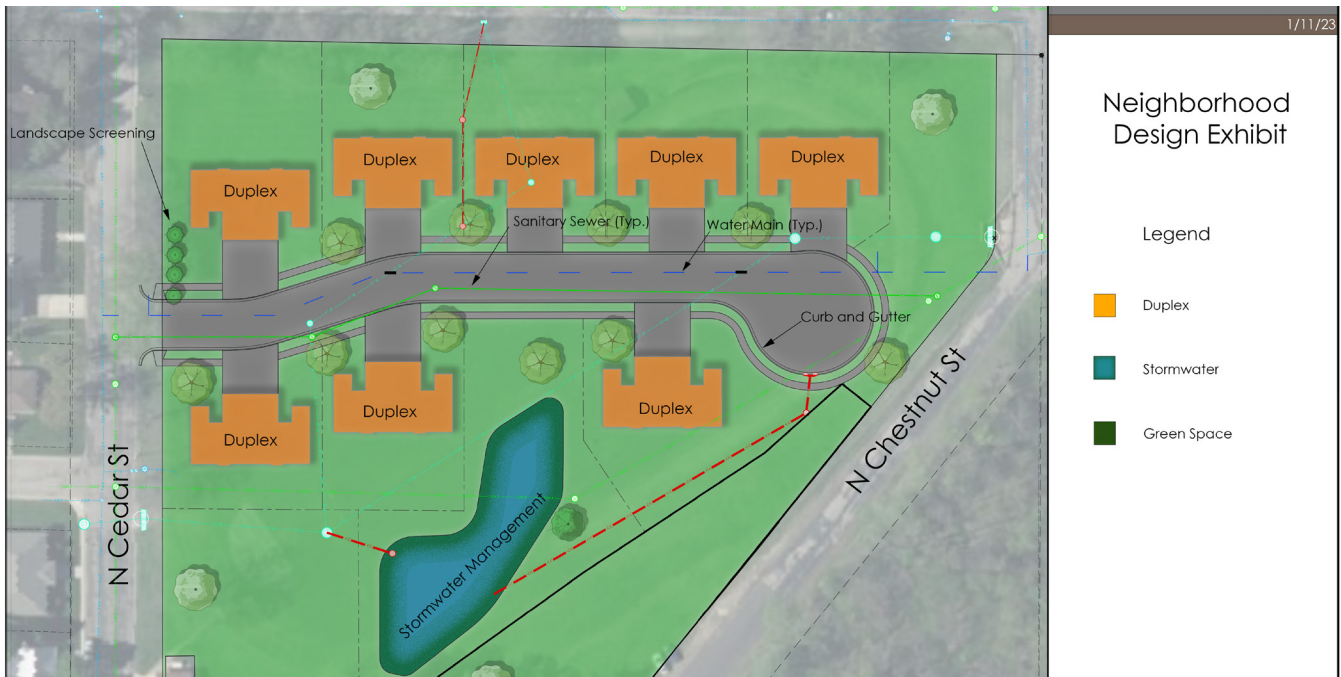 1/11/23
Neighborhood
Design Exhibit
Legend
Duplex
Stormwater
Green Space
Landscape Screening
Duplex
Duplex
Duplex
Duplex
Duplex
Sanitary Sewer (Typ.)
Water Main (Typ.)
Curb and Gutter
Duplex
Duplex
Duplex
N Cedar St
N Chestnut St
Stormwater Management